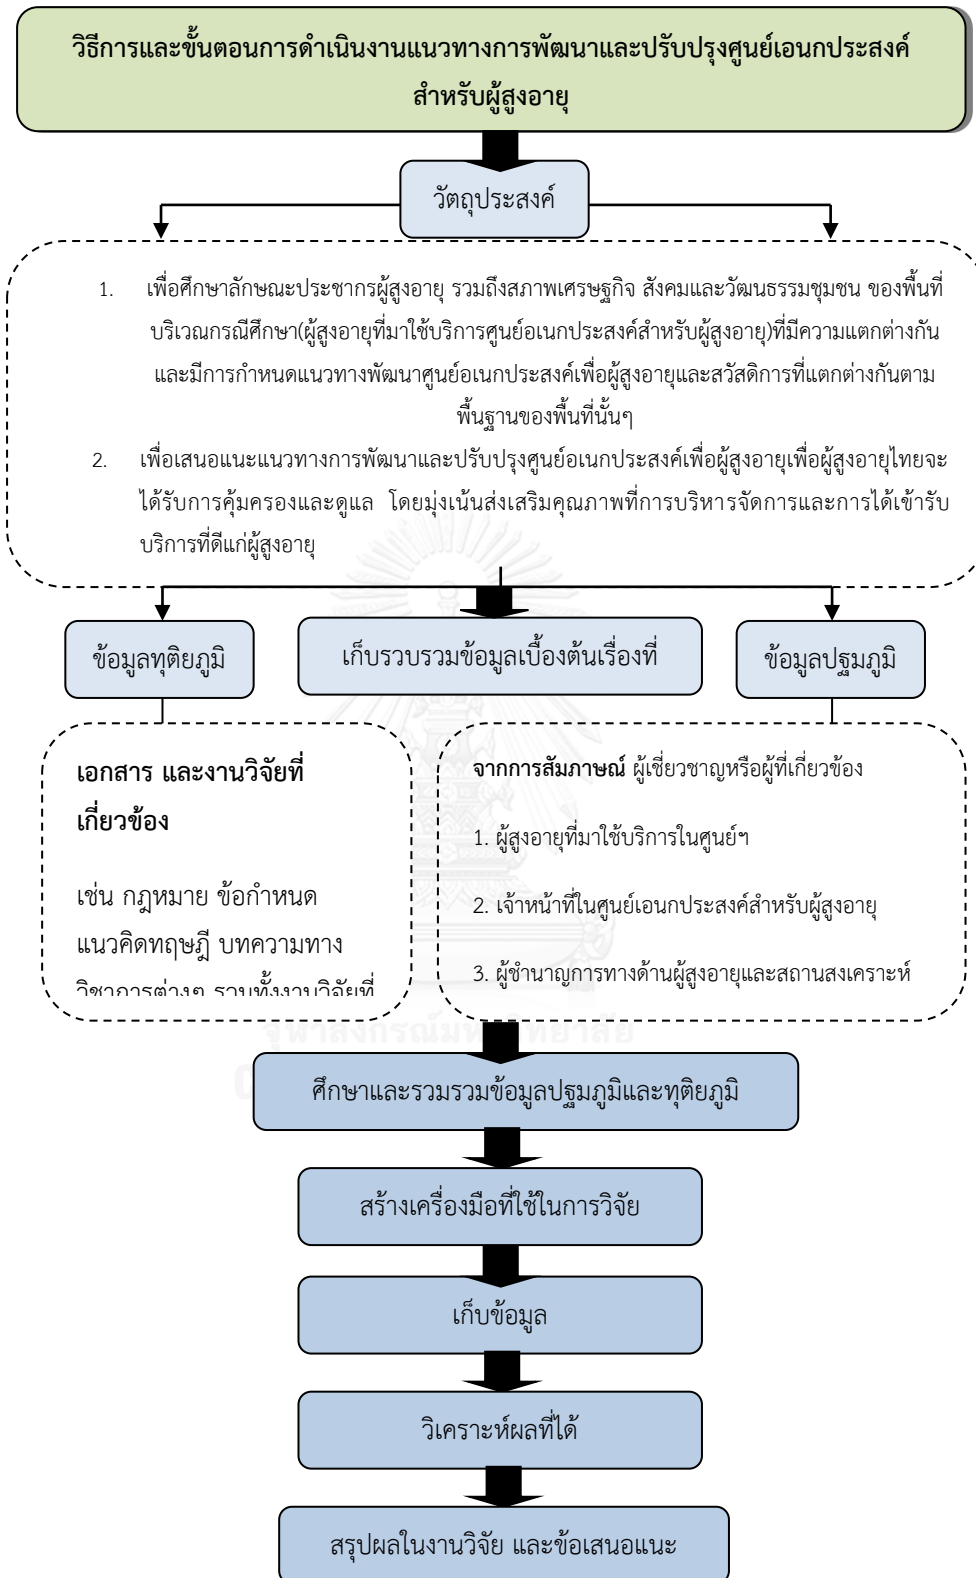 วิธีการและขั้นตอนการดำเนินงานแนวทางการพัฒนาและปรับปรุงศูนย์เอนกประสงค์
สำหรับผู้สูงอายุ
วัตถุประสงค์
1. เพื่อศึกษาลักษณะประชากรผู้สูงอายุ รวมถึงสภาพเศรษฐกิจ สังคมและวัฒนธรรมชุมชน ของพื้นที่
บริเวณกรณีศึกษา(ผู้สูงอายุที่มาใช้บริการศูนย์อเนกประสงค์สำหรับผู้สูงอายุ)ที่มีความแตกต่างกัน
และมีการกำหนดแนวทางพัฒนาศูนย์อเนกประสงค์เพื่อผู้สูงอายุและสวัสดิการที่แตกต่างกันตาม
พื้นฐานของพื้นที่นั้นๆ
2. เพื่อเสนอแนะแนวทางการพัฒนาและปรับปรุงศูนย์อเนกประสงค์เพื่อผู้สูงอายุเพื่อผู้สูงอายุไทยจะ
ได้รับการคุ้มครองและดูแล โดยมุ่งเน้นส่งเสริมคุณภาพที่การบริหารจัดการและการได้เข้ารับ
บริการที่ดีแก่ผู้สูงอายุ
ข้อมูลทุติยภูมิ
เก็บรวบรวมข้อมูลเบื้องต้นเรื่องที่
ข้อมูลปฐมภูมิ
เอกสาร และงานวิจัยที่
เกี่ยวข้อง
เช่น กฎหมาย ข้อกำหนด
แนวคิดทฤษฎี บทความทาง
วิชาการต่างๆ รวมทั้งงานวิจัยที่
จากการสัมภาษณ์ ผู้เชี่ยวชาญหรือผู้ที่เกี่ยวข้อง
1. ผู้สูงอายุที่มาใช้บริการในศูนย์ฯ
2. เจ้าหน้าที่ในศูนย์เอนกประสงค์สำหรับผู้สูงอายุ
3. ผู้ชำนาญการทางด้านผู้สูงอายุและสถานสงเคราะห์
จุฬาลงกรณ์มหาวิทยาลัย
ศึกษาและรวมรวมข้อมูลปฐมภูมิและทุติยภูมิ
สร้างเครื่องมือที่ใช้ในการวิจัย
เก็บข้อมูล
วิเคราะห์ผลที่ได้
สรุปผลในงานวิจัย และข้อเสนอแนะ